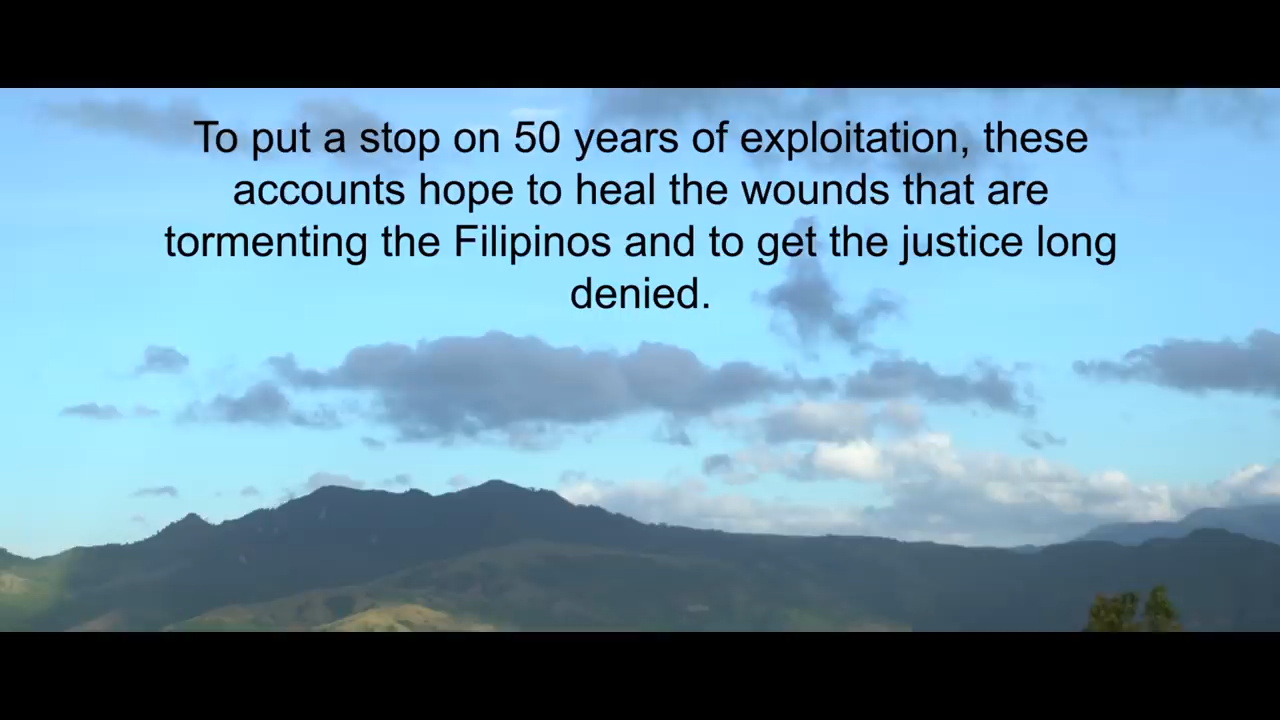 To put a stop on 50 years of exploitation, these
accounts hope to heal the wounds that are
tormenting the Filipinos and to get the justice long
denied.